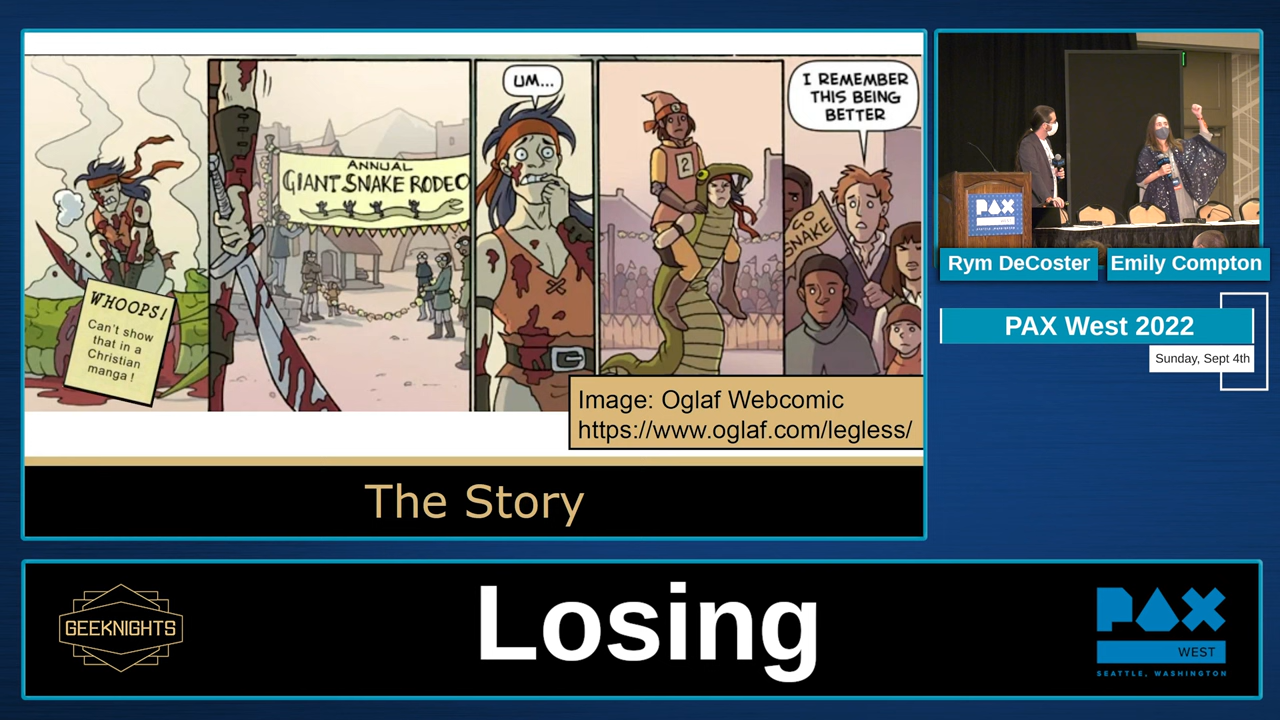 WHOOPS!
Can't show
that in a
Christian
manga !
ANNUAL
GIANT SNAKE RODEO
UM...
2
GO
SNAKE
I REMEMBER
THIS BEING
BETTER
Image: Oglaf Webcomic
https://www.oglaf.com/legless/
The Story
PAX
Rym DeCoster
Emily Compton
PAX West 2022
Sunday, Sept 4th
GEEKNIGHTS
Losing
PAX
WEST
SEATTLE, WASHINGTON